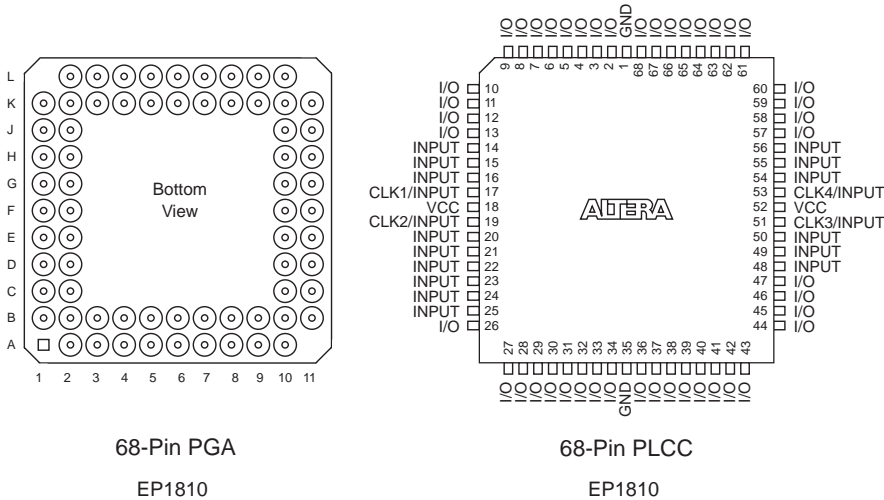 L
K
J
H
G
F
E
D
C
B
A
1 2 3 4 5 6 7 8 9 10 11
Bottom
View
68-Pin PGA
EP1810
I/O I/O I/O I/O I/O I/O I/O I/O GND I/O I/O I/O I/O I/O I/O I/O I/O
9 8 7 6 5 4 3 2 1 68 67 66 65 64 63 62 61
I/O 10 60 I/O
I/O 11 59 I/O
I/O 12 58 I/O
I/O 13 57 I/O
INPUT 14 56 INPUT
INPUT 15 55 INPUT
INPUT 16 54 INPUT
CLK1/INPUT 17 53 CLK4/INPUT
VCC 18 52 VCC
CLK2/INPUT 19 51 CLK3/INPUT
INPUT 20 50 INPUT
INPUT 21 49 INPUT
INPUT 22 48 INPUT
INPUT 23 47 I/O
INPUT 24 46 I/O
INPUT 25 45 I/O
I/O 26 44 I/O
ALTERA
27 28 29 30 31 32 33 34 35 36 37 38 39 40 41 42 43
I/O I/O I/O I/O I/O I/O I/O I/O GND I/O I/O I/O I/O I/O I/O I/O I/O
68-Pin PLCC
EP1810